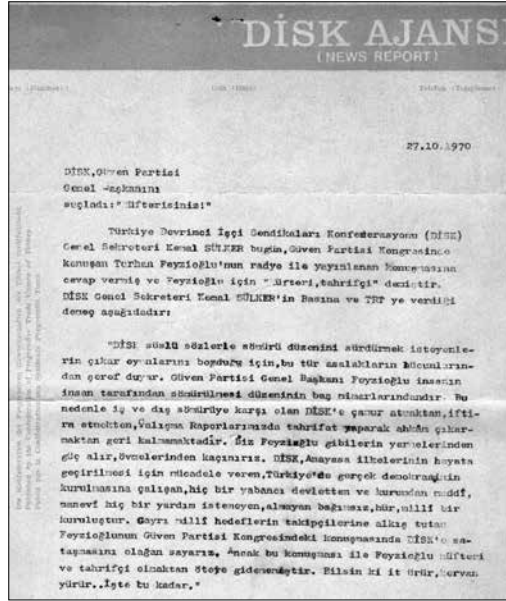 DİSK AJANSI
(NEWS REPORT)
27.10.1970
DİSK,Güven Partisi
Genel Başkanını
suçladı:"Müfterisiniz!"
Türkiye Devrimci İşçi Sendikaları Konfederasyonu (DİSK)
Genel Sekreteri Kemal SÜLKER bugün,Güven Partisi Kongresinde
konuşan Turhan Feyzioğlu'nun radyo ile yayınlanan konuşmasına
cevap vermiş ve Feyzioğlu için "Müfteri,tahrifçi" demiştir.
DİSK Genel Sekreteri Kemal SÜLKER'in Basına ve TRT ye verdiği
demeç aşağıdadır:
"DİSK süslü sözlerle sömürü düzenini sürdürmek isteyenle-
rin çıkar oyunlarını bozduğu için,bu tür asalakların hücumların-
dan şeref duyar. Güven Partisi Genel Başkanı Feyzioğlu insanın
insan tarafından sömürülmesi düzeninin baş mimarlarındandır. Bu
nedenle iç ve dış sömürüye karşı olan DİSK'e çamur atmaktan,ifti-
ra etmekten,Çalışma Raporlarımızda tahrifat yaparak ahkâm çıkar-
maktan geri kalmamaktadir. Biz Feyzioğlu gibilerin yermelerinden
güç alır,övmelerinden kaçınırız. DİSK,Anayasa ilkelerinin hayata
geçirilmesi için mücadele veren,Türkiye'de gerçek demokrasinin
kurulmasına çalışan,hiç bir yabancı devletten ve kurumdan maddî,
manevî hiç bir yardım istemeyen,almayan bağımsız,hür,millî bir
kuruluştur. Gayrı millî hedeflerin takipçilerine alkış tutan
Feyzioğlunun Güven Partisi Kongresindeki konuşmasında DİSK'e sa-
taşmasını olağan sayarız. Ancak bu konuşması ile Feyzioğlu müfteri
ve tahrifçi olmaktan öteye gidememiştir. Bilsin ki it ürür,kervan
yürür..İşte bu kadar."